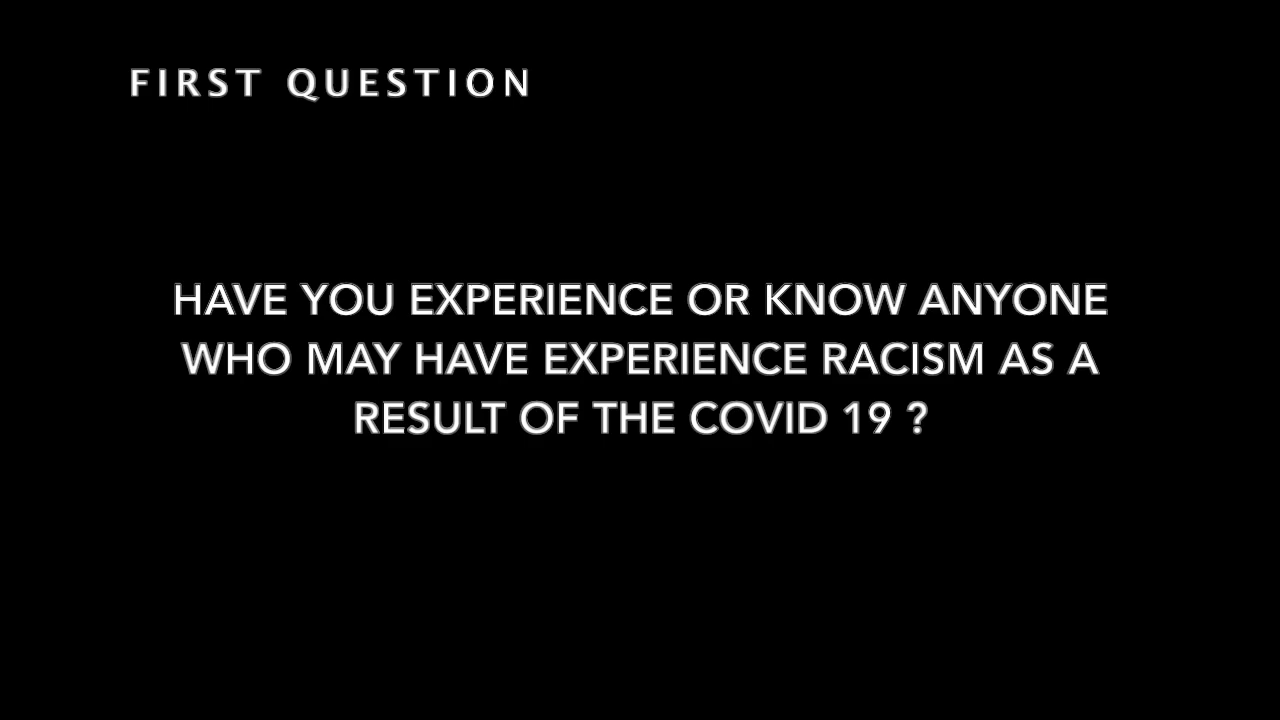 FIRST QUESTION
HAVE YOU EXPERIENCE OR KNOW ANYONE
WHO MAY HAVE EXPERIENCE RACISM AS A
RESULT OF THE COVID 19 ?